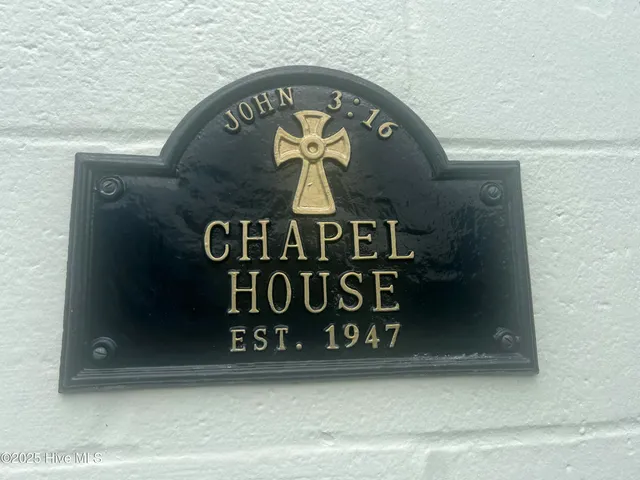 JOHN 3:16
CHAPEL
HOUSE
EST. 1947
©2025 Hive MLS